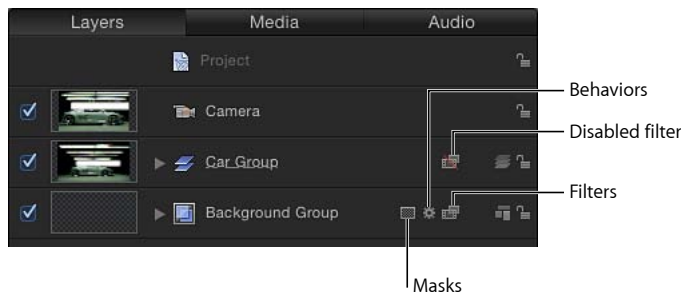 Layers Media Audio
Project
Camera
Car Group
Background Group
Behaviors
Disabled filter
Filters
Masks